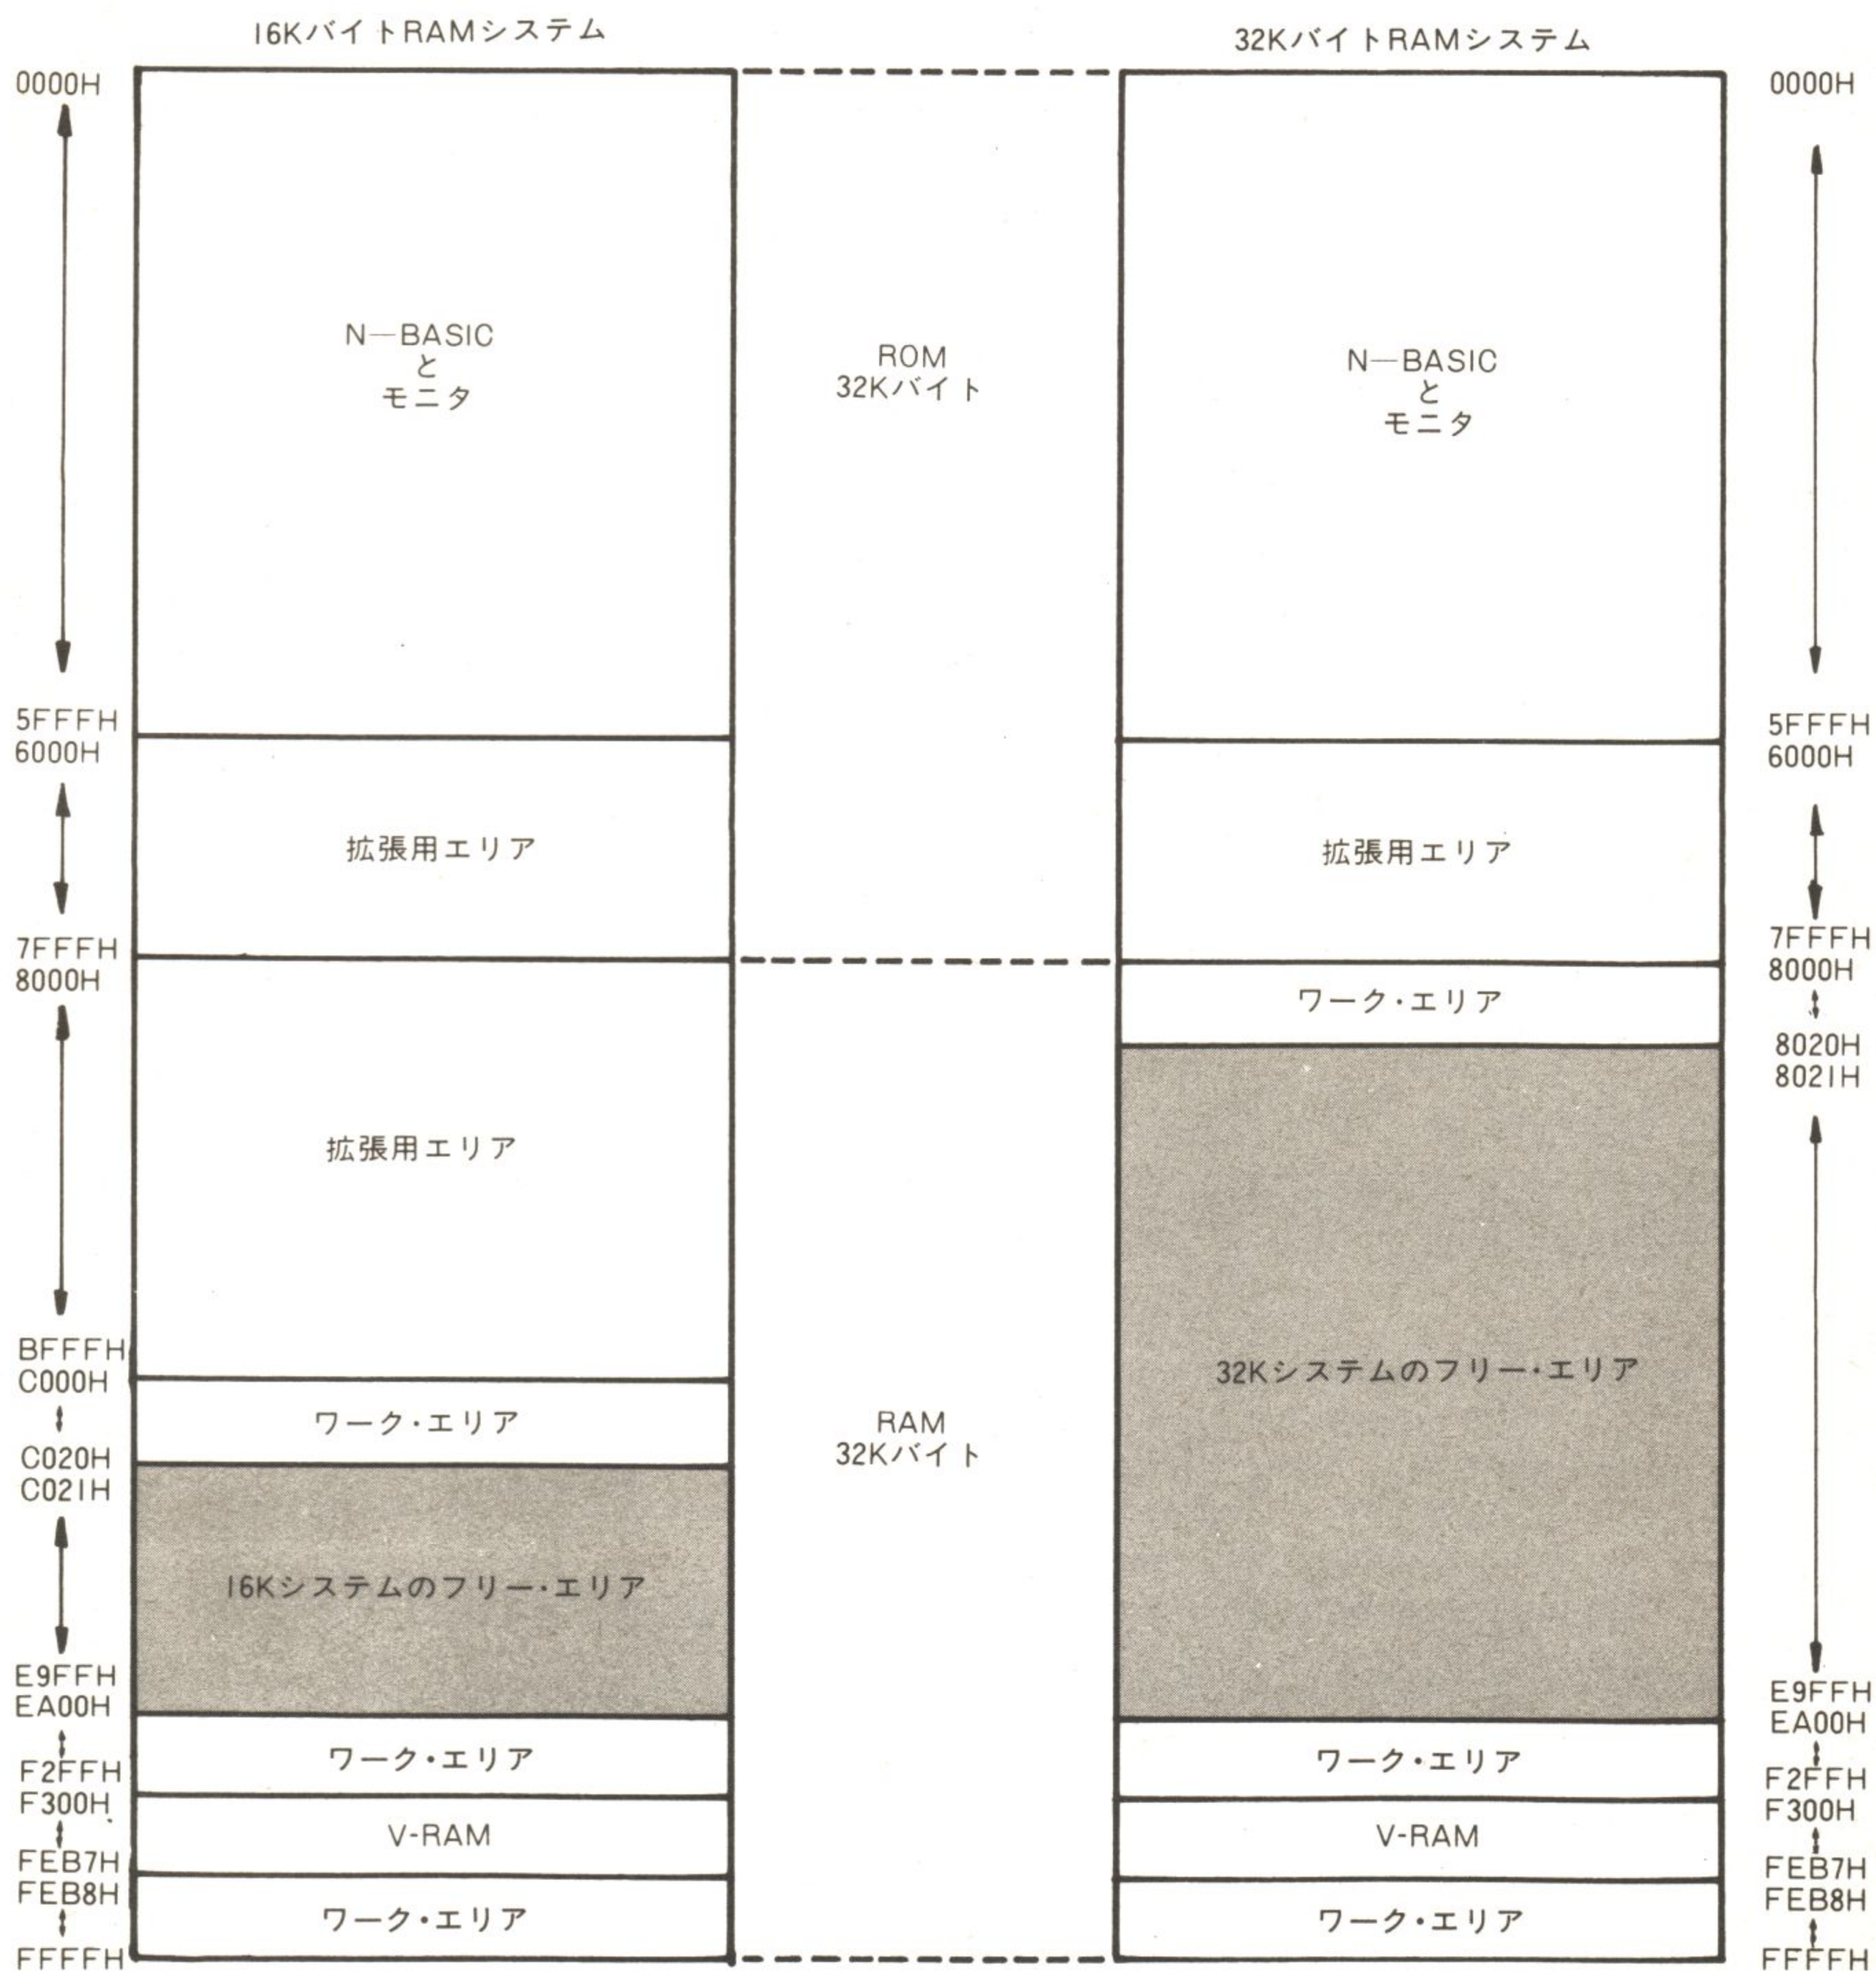 16KバイトRAMシステム
0000H
5FFFH
6000H
7FFFH
8000H
BFFFH
C000H
C020H
C021H
E9FFH
EA00H
F2FFH
F300H
FEB7H
FEB8H
FFFFH
N—BASIC
と
モニタ
拡張用エリア
拡張用エリア
ワーク・エリア
16Kシステムのフリー・エリア
ワーク・エリア
V-RAM
ワーク・エリア
ROM
32Kバイト
RAM
32Kバイト
32KバイトRAMシステム
N—BASIC
と
モニタ
拡張用エリア
ワーク・エリア
32Kシステムのフリー・エリア
ワーク・エリア
V-RAM
ワーク・エリア
0000H
5FFFH
6000H
7FFFH
8000H
8020H
8021H
E9FFH
EA00H
F2FFH
F300H
FEB7H
FEB8H
FFFFH